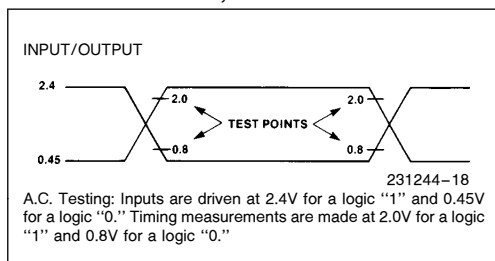 INPUT/OUTPUT
2.4
2.0
2.0
TEST POINTS
0.8
0.8
0.45
231244–18
A.C. Testing: Inputs are driven at 2.4V for a logic ‘‘1’’ and 0.45V
for a logic ‘‘0.’’ Timing measurements are made at 2.0V for a logic
‘‘1’’ and 0.8V for a logic ‘‘0.’’